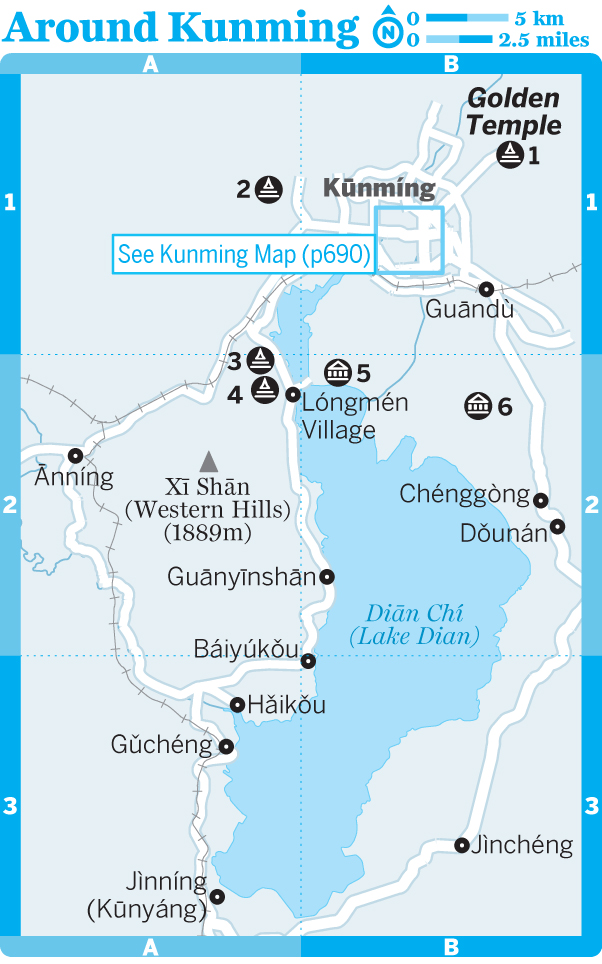 Around Kunming
N
0 5 km
0 2.5 miles
A B
Golden
Temple
1
2
Kūnmíng
1 1
See Kunming Map (p690)
Guāndù
3
5
4
6
Lóngmén
Village
Ānníng
Xī Shān
(Western Hills)
(1889m)
Chénggòng
2 2
Dǒunán
Guānyīnshān
Diān Chí
(Lake Dian)
Báiyúkǒu
Hǎikǒu
Gǔchéng
3 3
Jìnchéng
Jìnníng
(Kūnyáng)
A B